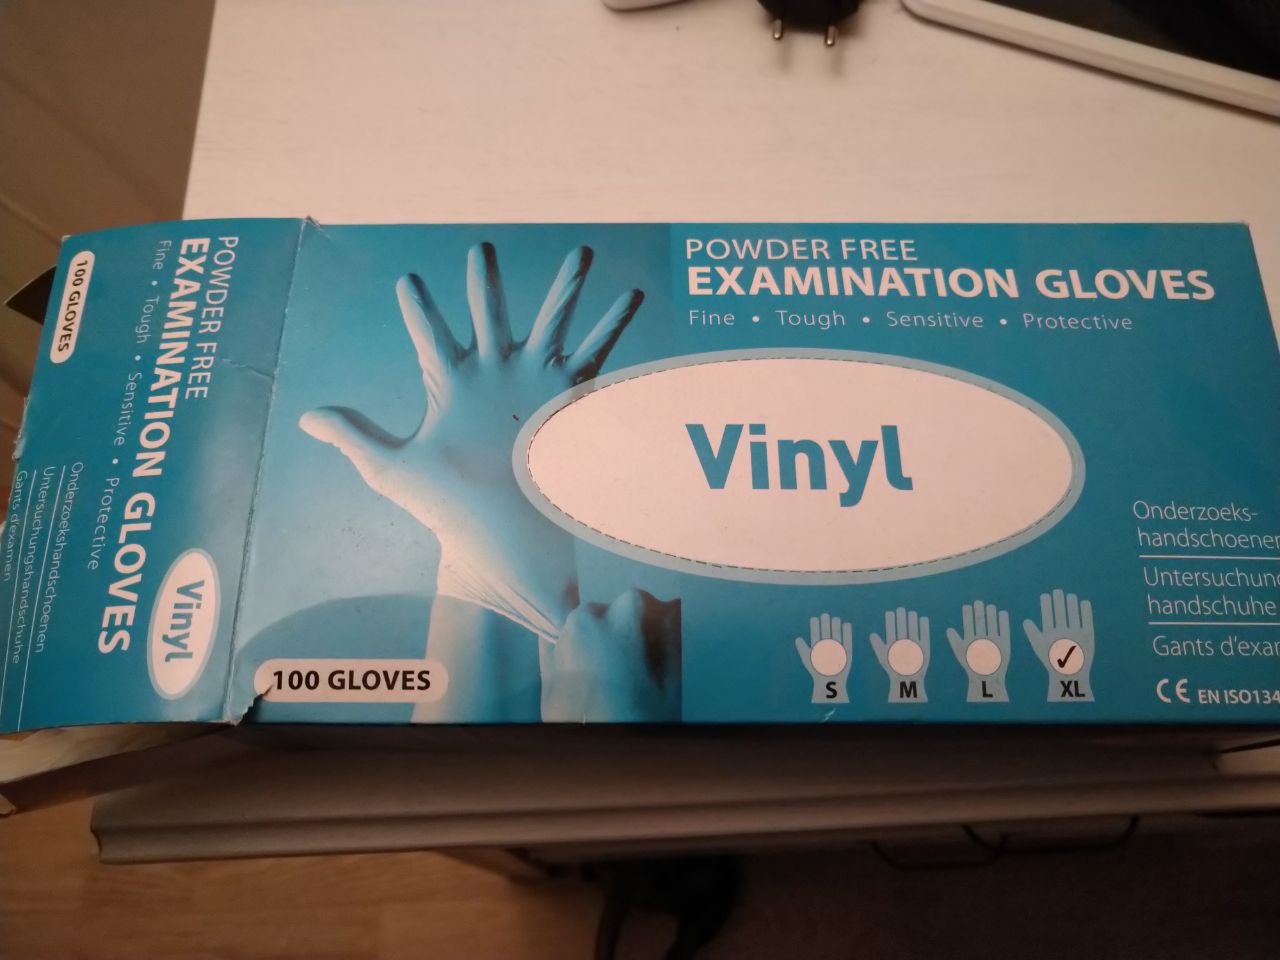 POWDER FREE
EXAMINATION GLOVES
Fine • Tough • Sensitive • Protective
Vinyl
100 GLOVES
Onderzoekshandschoenen
Untersuchungshandschuhe
Gants d'examen
POWDER FREE
EXAMINATION GLOVES
Fine • Tough • Sensitive • Protective
Vinyl
Onderzoeks-
handschoenen
Untersuchung
handschuhe
Gants d'exam
100 GLOVES
S M L XL
✓
CE EN ISO134